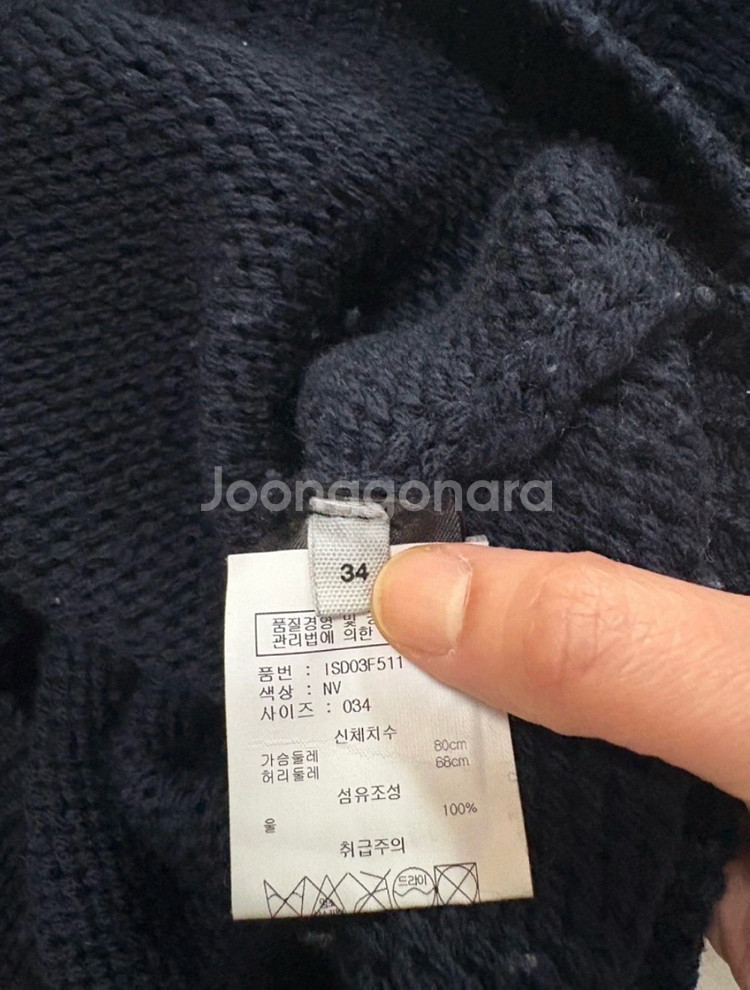 Joonggonara
34
품질경영 및
관리법에 의한
품번 : ISD03F511
색상 : NV
사이즈 : 034
신체치수
가슴둘레 80cm
허리둘레 68cm
섬유조성
울 100%
취급주의
드라이